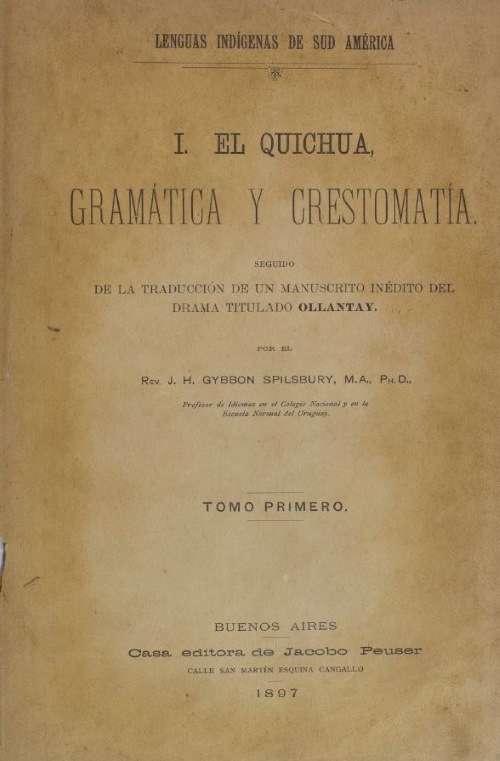 LENGUAS INDÍGENAS DE SUD AMÉRICA
I. EL QUICHUA,
GRAMÁTICA Y CRESTOMATÍA.
SEGUIDO
DE LA TRADUCCIÓN DE UN MANUSCRITO INÉDITO DEL
DRAMA TITULADO OLLANTAY.
POR EL
REV. J. H. GYBBON SPILSBURY, M.A., PH.D.,
Profesor de Idiomas en el Colegio Nacional y en la
Escuela Normal del Uruguay.
TOMO PRIMERO.
BUENOS AIRES
Casa editora de Jacobo Peuser
CALLE SAN MARTÍN ESQUINA CANGALLO
1897